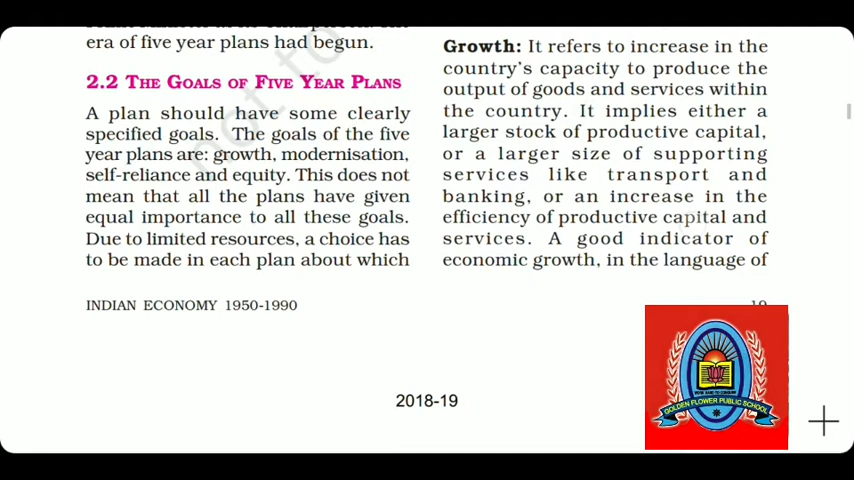 era of five year plans had begun.
2.2 THE GOALS OF FIVE YEAR PLANS
A plan should have some clearly
specified goals. The goals of the five
year plans are: growth, modernisation,
self-reliance and equity. This does not
mean that all the plans have given
equal importance to all these goals.
Due to limited resources, a choice has
to be made in each plan about which
Growth: It refers to increase in the
country's capacity to produce the
output of goods and services within
the country. It implies either a
larger stock of productive capital,
or a larger size of supporting
services like transport and
banking, or an increase in the
efficiency of productive capital and
services. A good indicator of
economic growth, in the language of
INDIAN ECONOMY 1950-1990
19
2018-19
not to
GOLDEN FLOWER PUBLIC SCHOOL